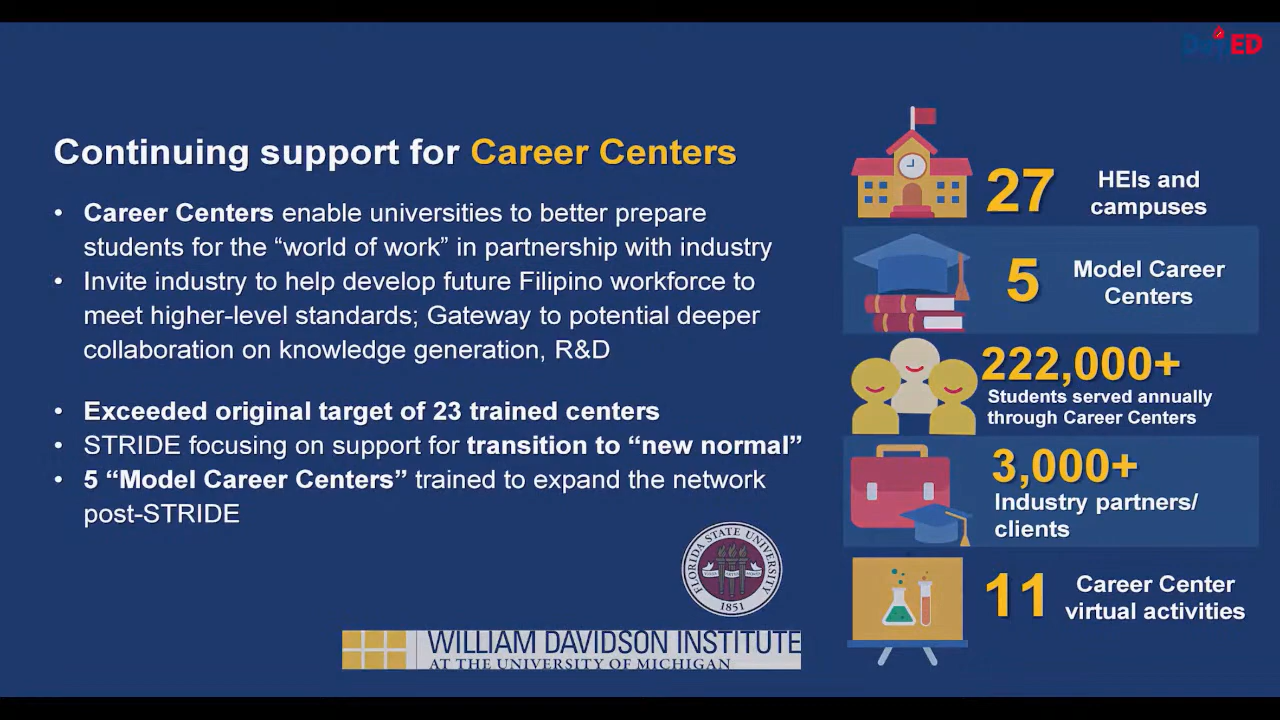 DepED
Continuing support for Career Centers
• Career Centers enable universities to better prepare
students for the “world of work” in partnership with industry
• Invite industry to help develop future Filipino workforce to
meet higher-level standards; Gateway to potential deeper
collaboration on knowledge generation, R&D
• Exceeded original target of 23 trained centers
• STRIDE focusing on support for transition to “new normal”
• 5 “Model Career Centers” trained to expand the network
post-STRIDE
FLORIDA STATE UNIVERSITY
1851
WILLIAM DAVIDSON INSTITUTE
AT THE UNIVERSITY OF MICHIGAN
27
HEIs and
campuses
5
Model Career
Centers
222,000+
Students served annually
through Career Centers
3,000+
Industry partners/
clients
11
Career Center
virtual activities